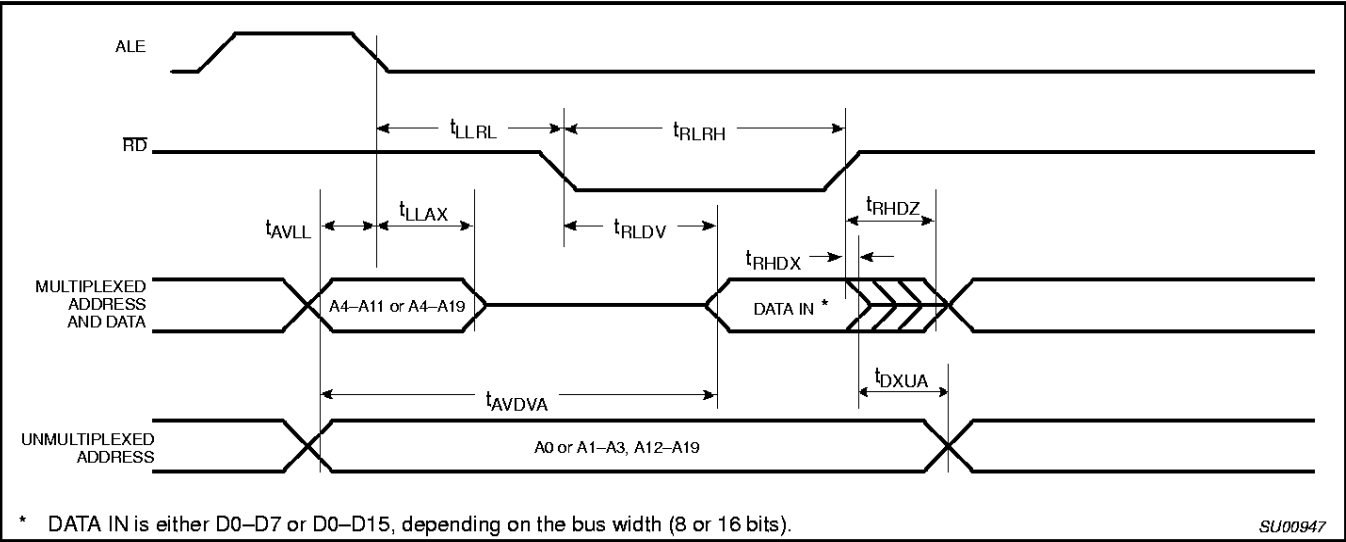 ALE
tLLRL
tRLRH
RD
tAVLL
tLLAX
tRLDV
tRHDZ
tRHDX
MULTIPLEXED
ADDRESS
AND DATA
A4–A11 or A4–A19
DATA IN *
tAVDVA
tDXUA
UNMULTIPLEXED
ADDRESS
A0 or A1–A3, A12–A19
* DATA IN is either D0–D7 or D0–D15, depending on the bus width (8 or 16 bits).
SU00947